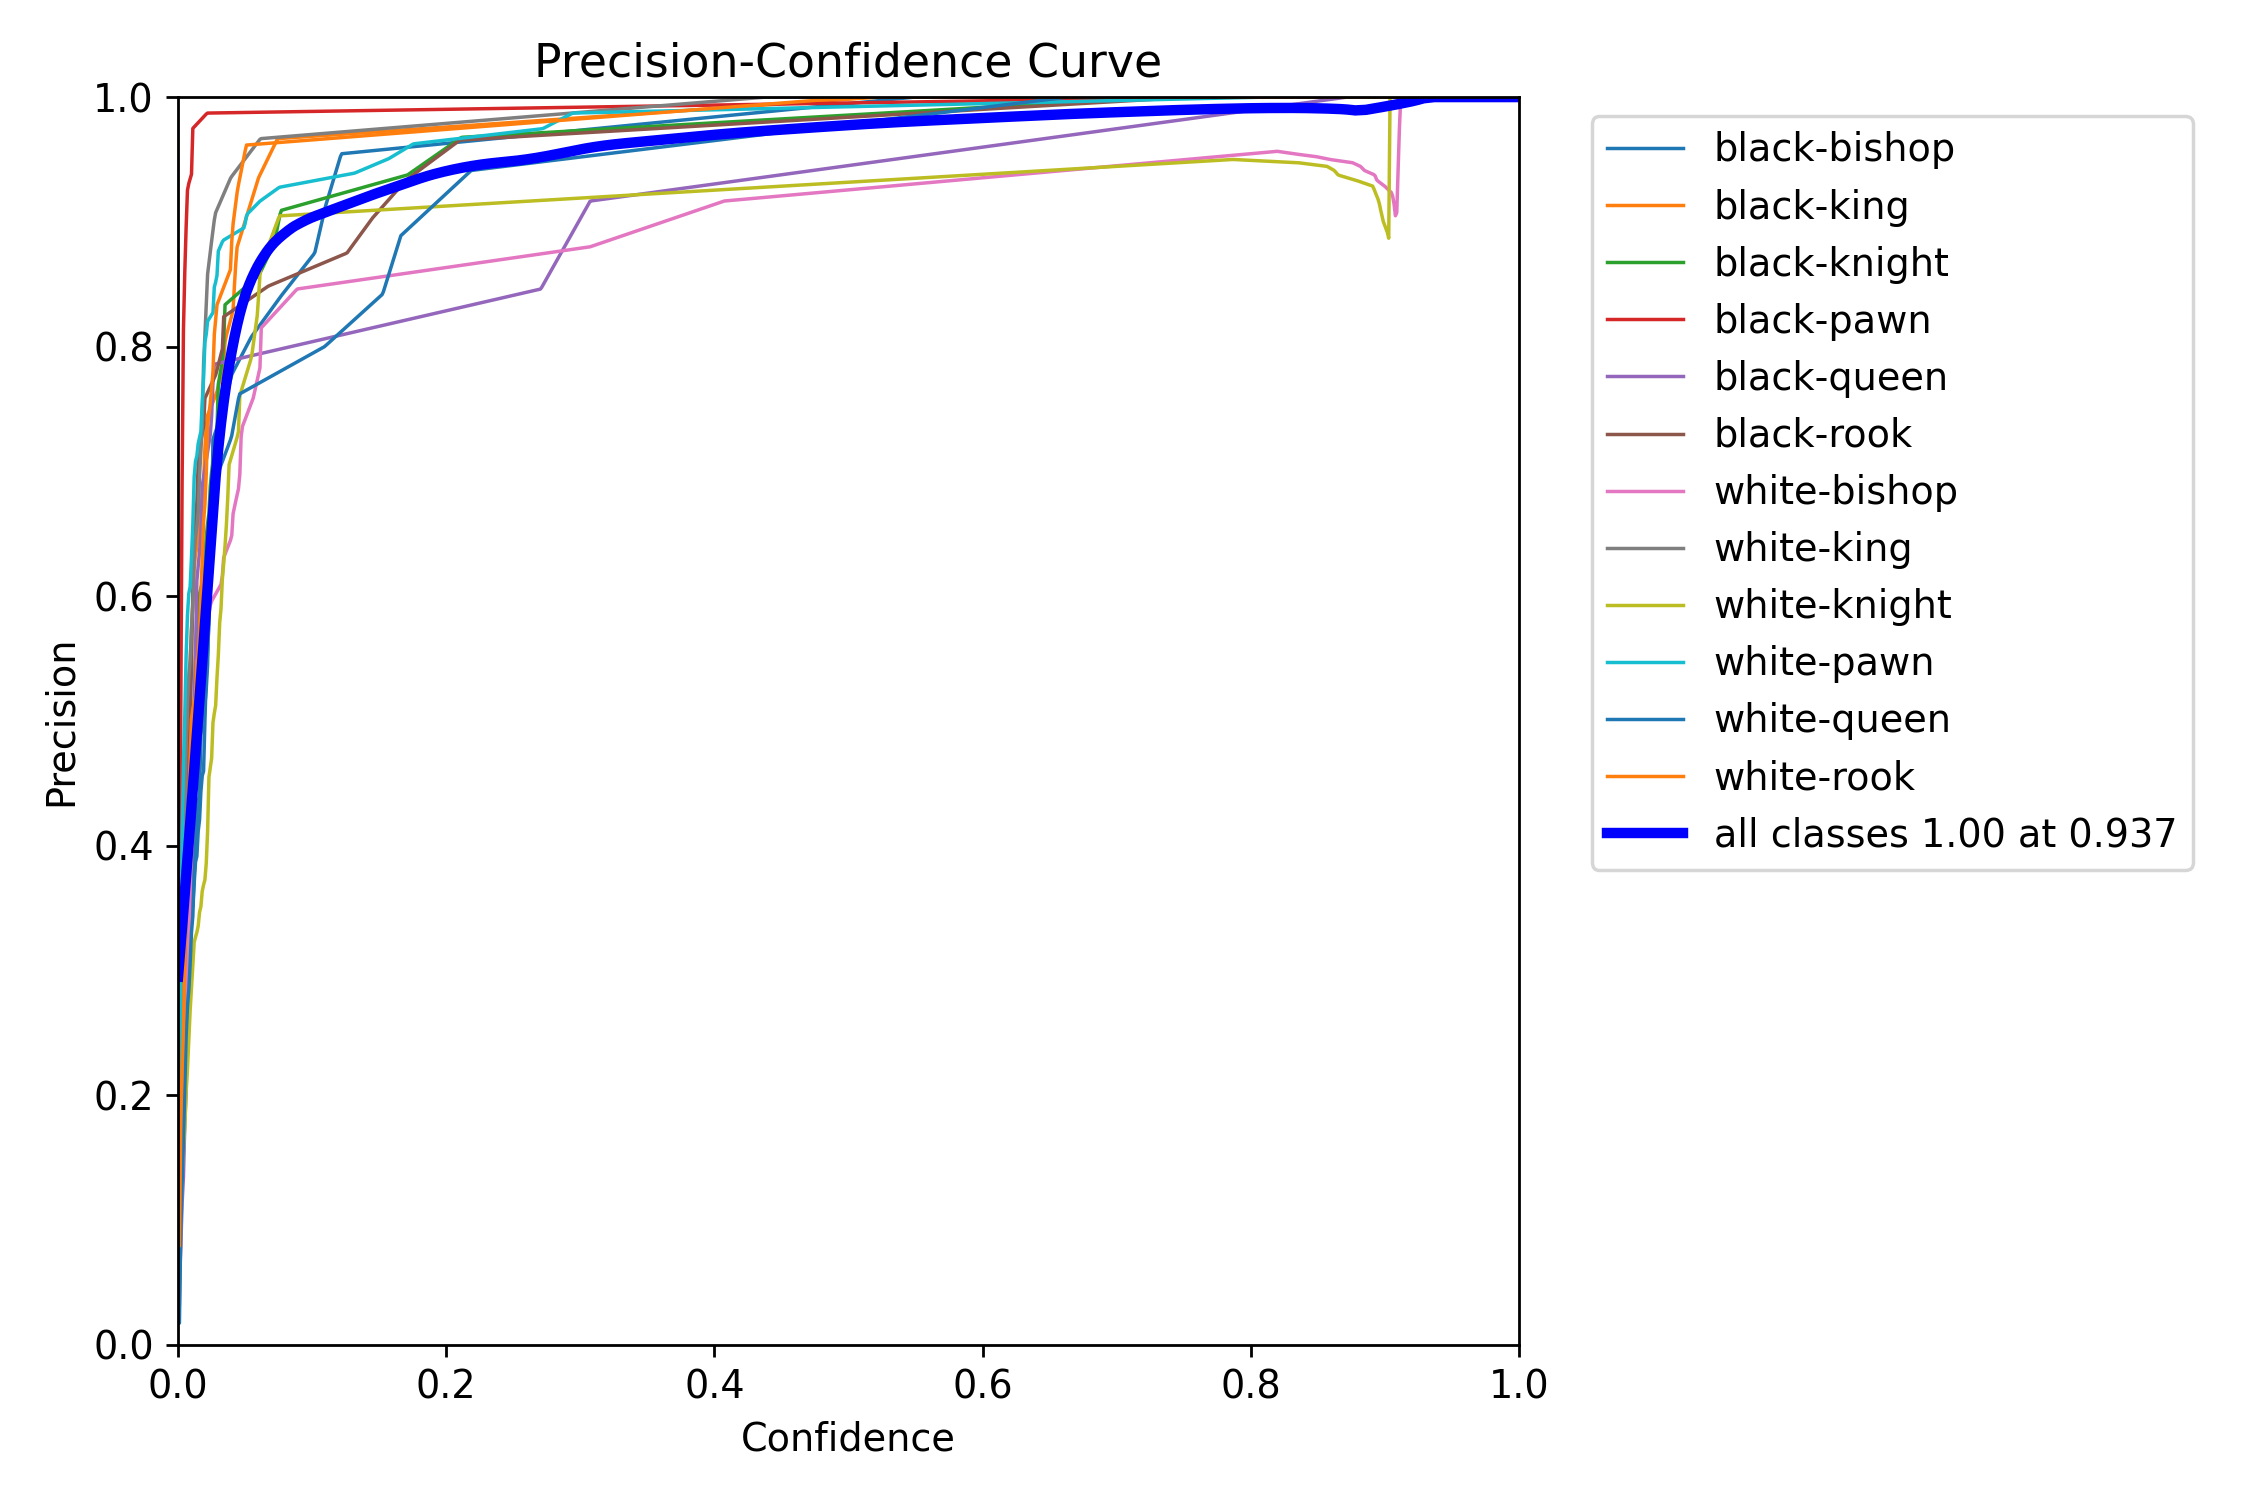 Precision-Confidence Curve
1.0
0.8
0.6
0.4
0.2
0.0
Precision
0.0 0.2 0.4 0.6 0.8 1.0
Confidence
black-bishop
black-king
black-knight
black-pawn
black-queen
black-rook
white-bishop
white-king
white-knight
white-pawn
white-queen
white-rook
all classes 1.00 at 0.937